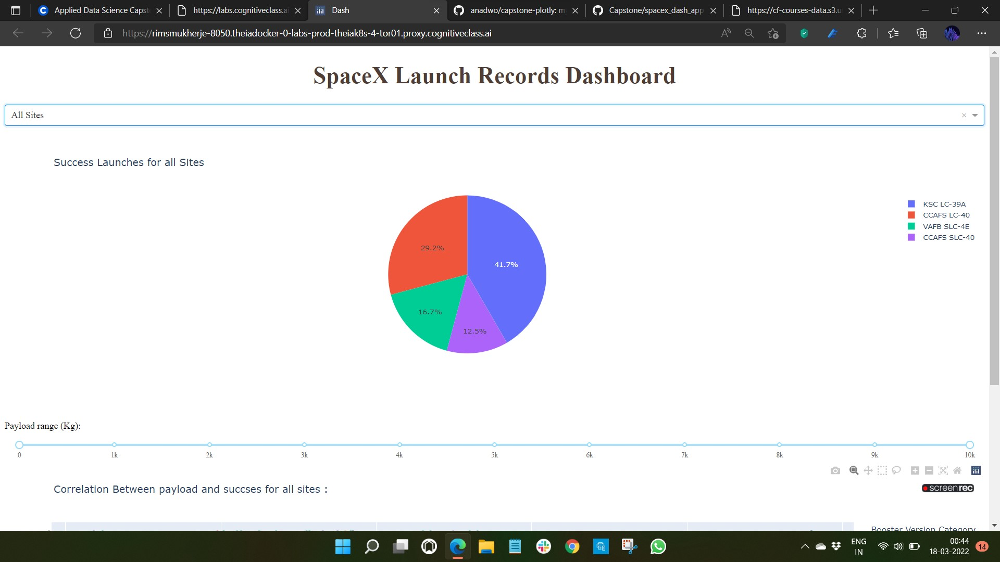 Applied Data Science Capst
https://labs.cognitiveclass.a
Dash
anadwo/capstone-plotly: m
Capstone/spacex_dash_app
https://cf-courses-data.s3.u
https://rimsmukherje-8050.theiadocker-0-labs-prod-theiak8s-4-tor01.proxy.cognitiveclass.ai
SpaceX Launch Records Dashboard
All Sites
Success Launches for all Sites
KSC LC-39A
CCAFS LC-40
VAFB SLC-4E
CCAFS SLC-40
29.2%
41.7%
16.7%
12.5%
Payload range (Kg):
0 1k 2k 3k 4k 5k 6k 7k 8k 9k 10k
Correlation Between payload and succses for all sites :
screenrec
Booster Version Category
ENG
IN
00:44
18-03-2022
14